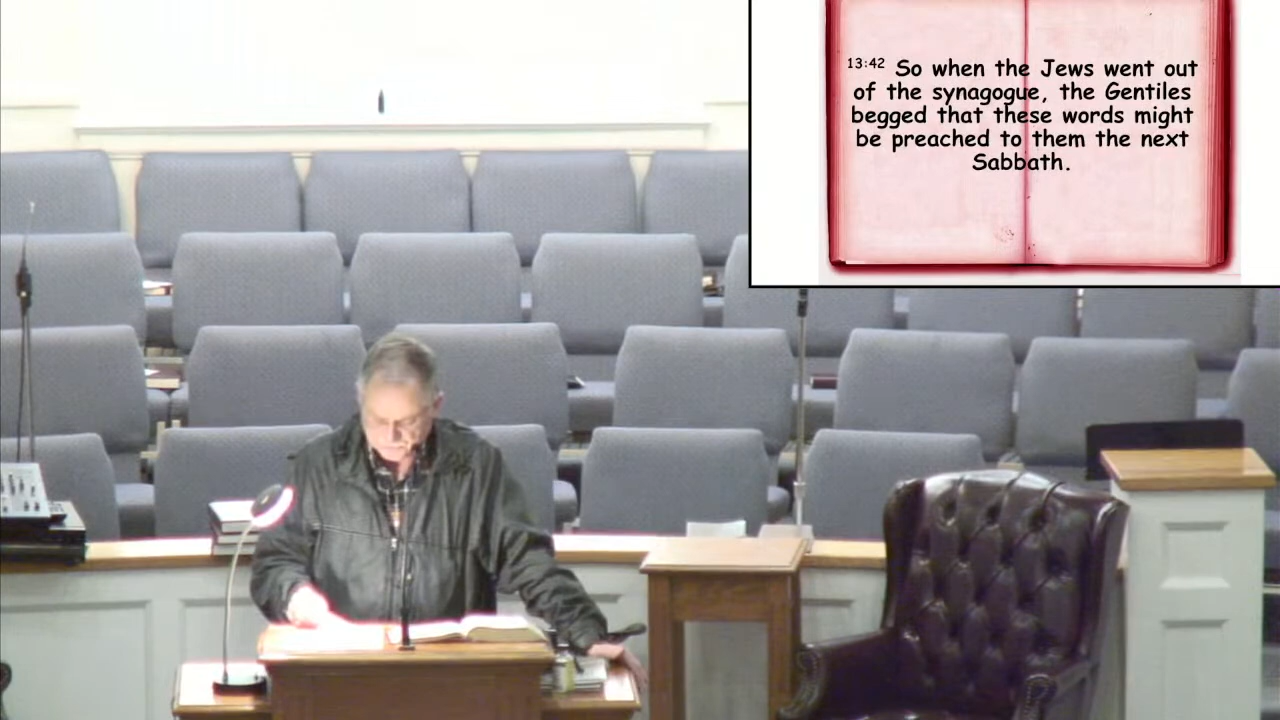 13:42 So when the Jews went out
of the synagogue, the Gentiles
begged that these words might
be preached to them the next
Sabbath.